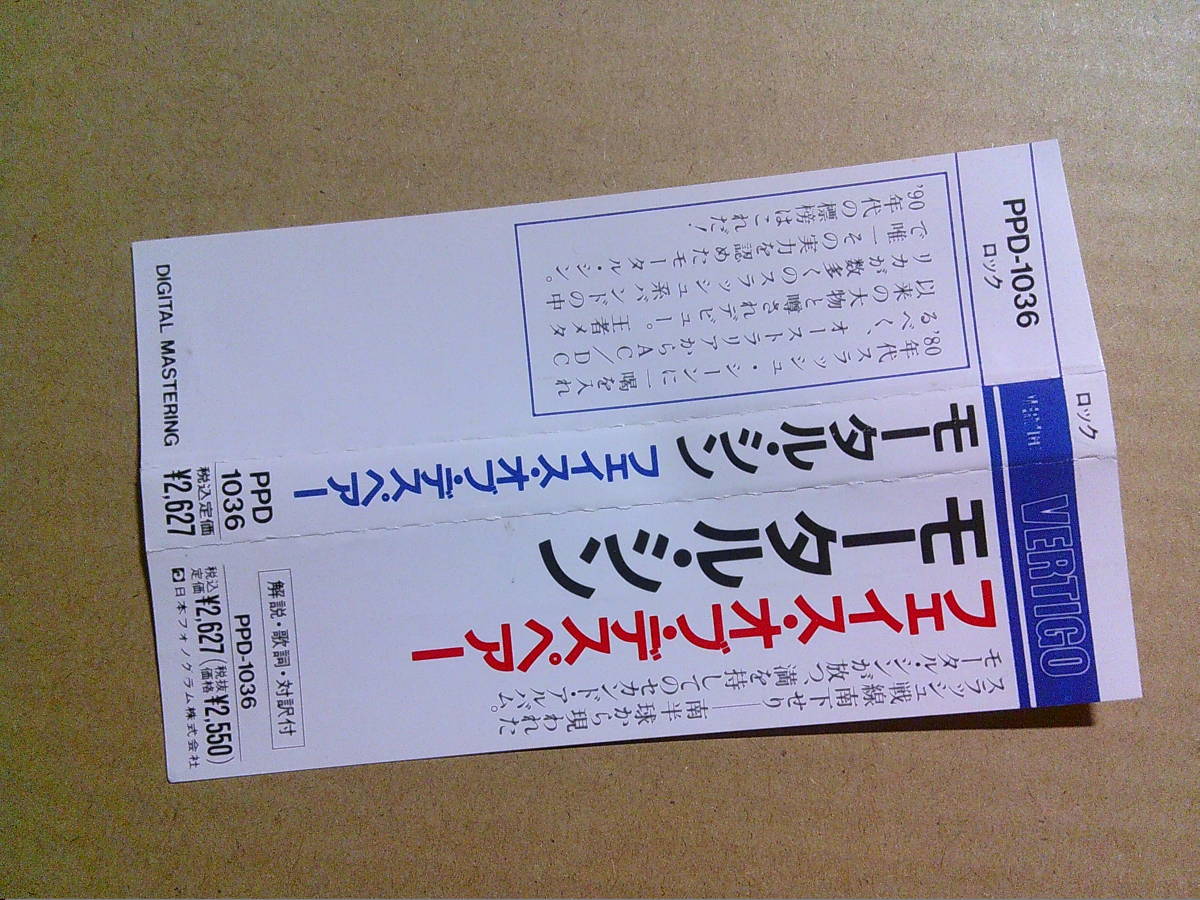 VERTIGO
スラッシュ戦線南下せり——南半球から現われた
モータル・シンが放つ、満を持してのセカンドアルバム。
フェイス・オブ・デスペアー
モータル・シン
解説・歌詞・対訳付
PPD-1036
税込定価¥2,627(税抜価格¥2,550)
日本フォノグラム株式会社
ロック
モータル・シン フェイス・オブ・デスペアー
PPD
1036
税込定価
¥2,627
PPD-1036
ロック
'80年代スラッシュ・シーンに一喝を入れ
るべく、オーストラリアからAC/DC
以来の大物と噂されデビュー。王者メタ
リカが数多くのスラッシュ系バンドの中
で唯一その実力を認めたモータル・シン。
'90年代の標榜はこれだ!
DIGITAL MASTERING